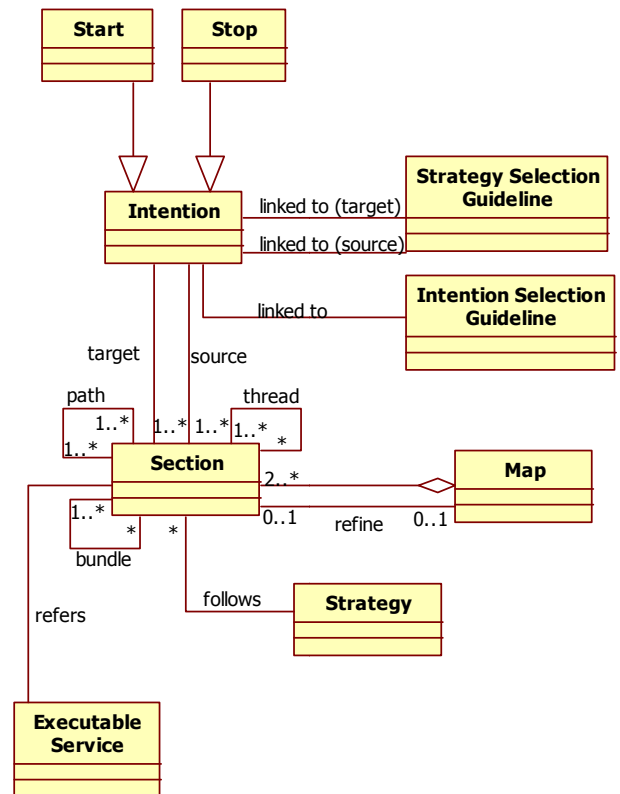 Start
Stop
Intention
linked to (target)
linked to (source)
Strategy Selection
Guideline
linked to
Intention Selection
Guideline
target
source
path
thread
1..*
1..*
1..*
1..*
1..*
*
Section
2..*
Map
0..1
refine
0..1
1..*
*
*
bundle
refers
follows
Strategy
Executable
Service